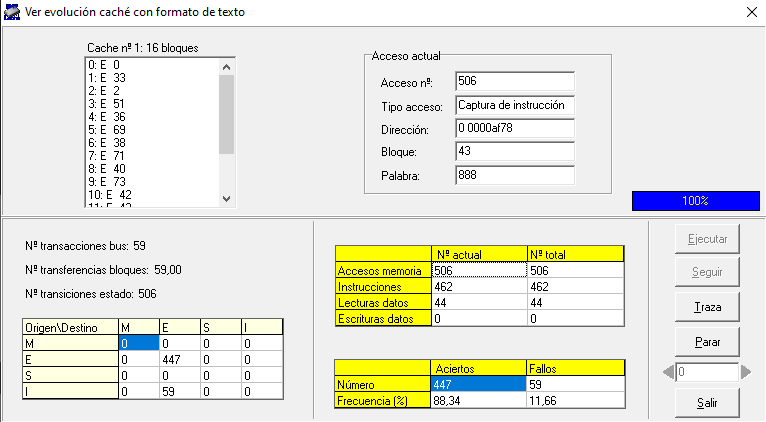 Ver evolución caché con formato de texto
Cache nº 1: 16 bloques
0: E 0
1: E 33
2: E 2
3: E 51
4: E 36
5: E 69
6: E 38
7: E 71
8: E 40
9: E 73
10: E 42
11: E 43
Acceso actual
Acceso nº: 506
Tipo acceso: Captura de instrucción
Dirección: 0 0000af78
Bloque: 43
Palabra: 888
100%
Nº transacciones bus: 59
Nº transferencias bloques: 59,00
Nº transiciones estado: 506
Origen\Destino M E S I
M 0 0 0 0
E 0 447 0 0
S 0 0 0 0
I 0 59 0 0
Nº actual Nº total
Accesos memoria 506 506
Instrucciones 462 462
Lecturas datos 44 44
Escrituras datos 0 0
Aciertos Fallos
Número 447 59
Frecuencia (%) 88,34 11,66
Ejecutar
Seguir
Traza
Parar
0
Salir